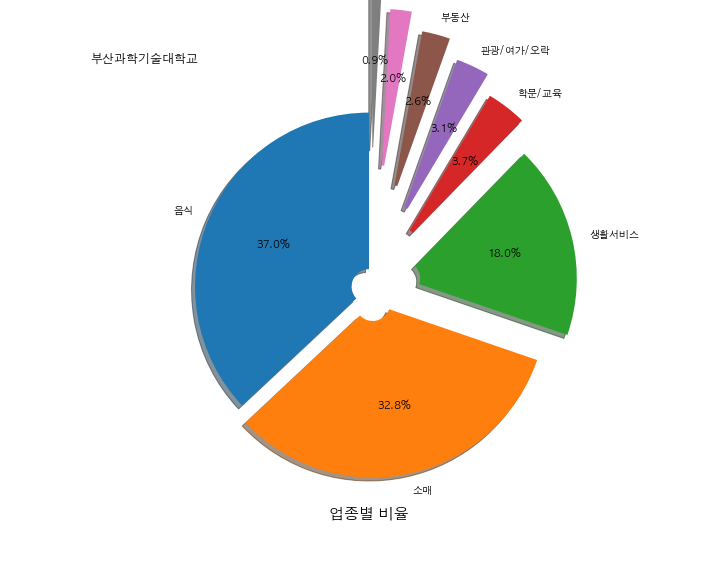 부동산
관광/여가/오락
부산과학기술대학교
0.9%
2.0%
학문/교육
2.6%
3.1%
3.7%
음식
생활서비스
37.0%
18.0%
32.8%
소매
업종별 비율